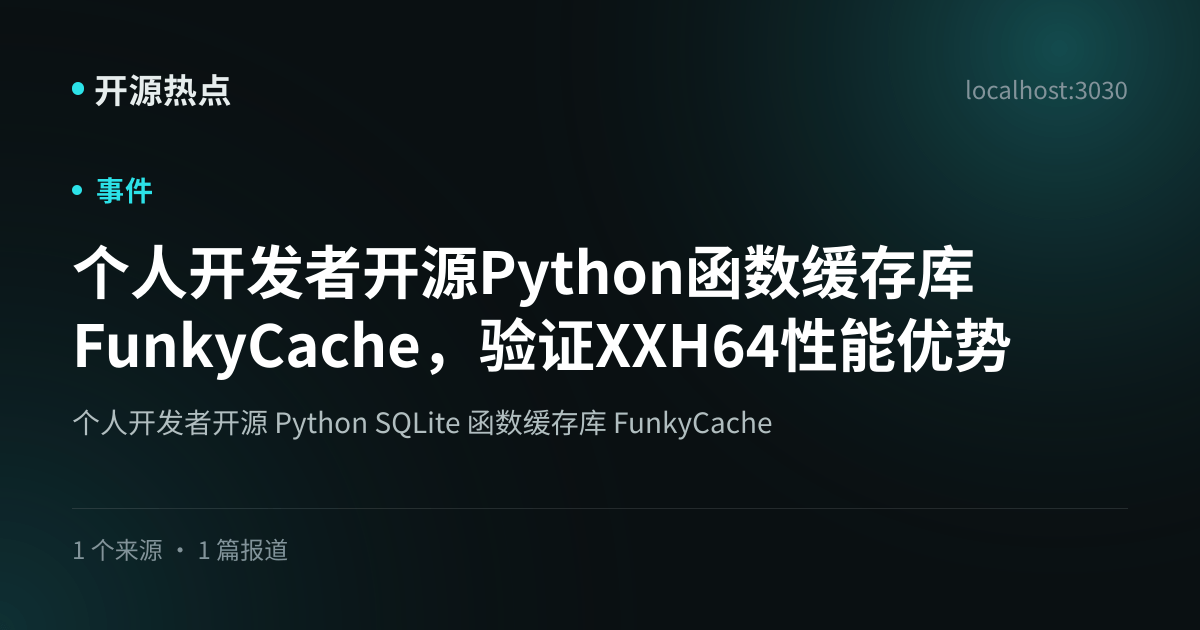 开源热点
localhost:3030
事件
个人开发者开源Python函数缓存库
FunkyCache，验证XXH64性能优势
个人开发者开源 Python SQLite 函数缓存库 FunkyCache
1 个来源 · 1 篇报道